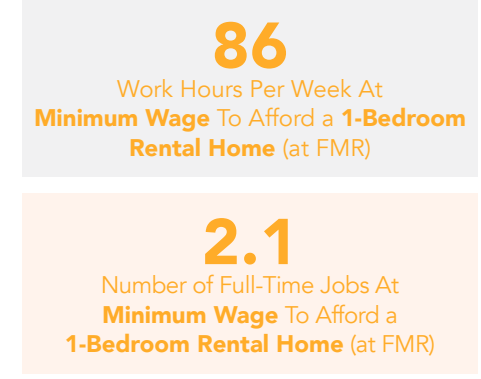 86
Work Hours Per Week At
Minimum Wage To Afford a 1-Bedroom
Rental Home (at FMR)
2.1
Number of Full-Time Jobs At
Minimum Wage To Afford a
1-Bedroom Rental Home (at FMR)